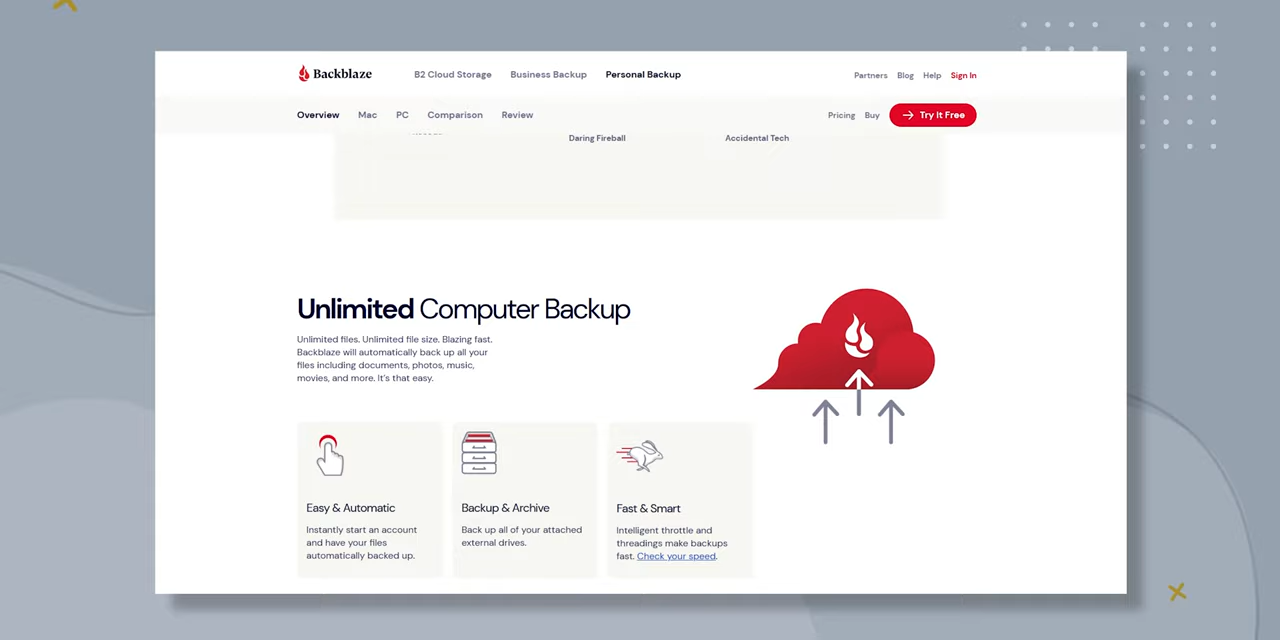 Backblaze
B2 Cloud Storage
Business Backup
Personal Backup
Partners
Blog
Help
Sign In
Overview
Mac
PC
Comparison
Review
Pricing
Buy
Try It Free
Daring Fireball
Accidental Tech
Unlimited Computer Backup
Unlimited files. Unlimited file size. Blazing fast.
Backblaze will automatically back up all your
files including documents, photos, music,
movies, and more. It's that easy.
Easy & Automatic
Instantly start an account
and have your files
automatically backed up.
Backup & Archive
Back up all of your attached
external drives.
Fast & Smart
Intelligent throttle and
threadings make backups
fast. Check your speed.